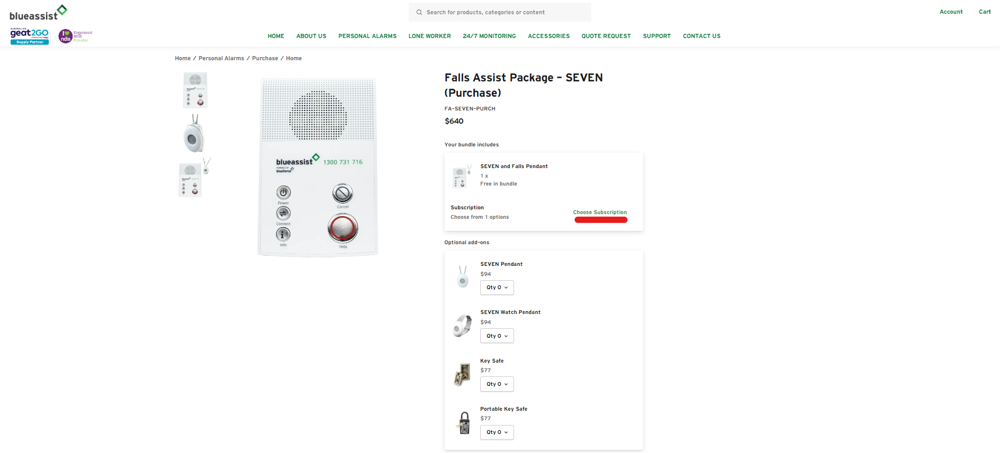 blueassist
Search for products, categories or content
Account
Cart
AUSTRALIAN
geat2GO
Supply Partner
I
ndis
Registered
NDIS
Provider
HOME
ABOUT US
PERSONAL ALARMS
LONE WORKER
24/7 MONITORING
ACCESSORIES
QUOTE REQUEST
SUPPORT
CONTACT US
Home / Personal Alarms / Purchase / Home
blueassist 1300 731 716
POWERED BY
blueforce
Power
Cancel
Connect
Info
Help
Falls Assist Package – SEVEN
(Purchase)
FA-SEVEN-PURCH
$640
Your bundle includes
SEVEN and Falls Pendant
1 x
Free in bundle
Subscription
Choose from 1 options
Choose Subscription
Optional add-ons
SEVEN Pendant
$94
Qty 0
SEVEN Watch Pendant
$94
Qty 0
Key Safe
$77
Qty 0
Portable Key Safe
$77
Qty 0